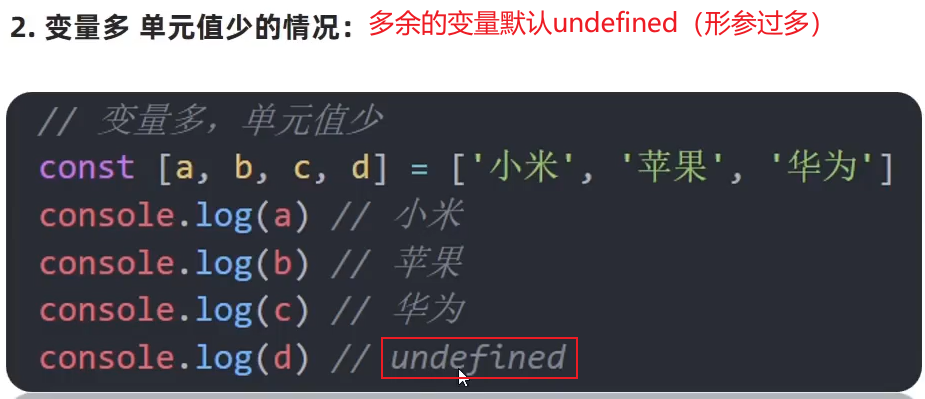 2. 变量多 单元值少的情况：多余的变量默认undefined（形参过多）
// 变量多，单元值少
const [a, b, c, d] = ['小米', '苹果', '华为']
console.log(a) // 小米
console.log(b) // 苹果
console.log(c) // 华为
console.log(d) // undefined